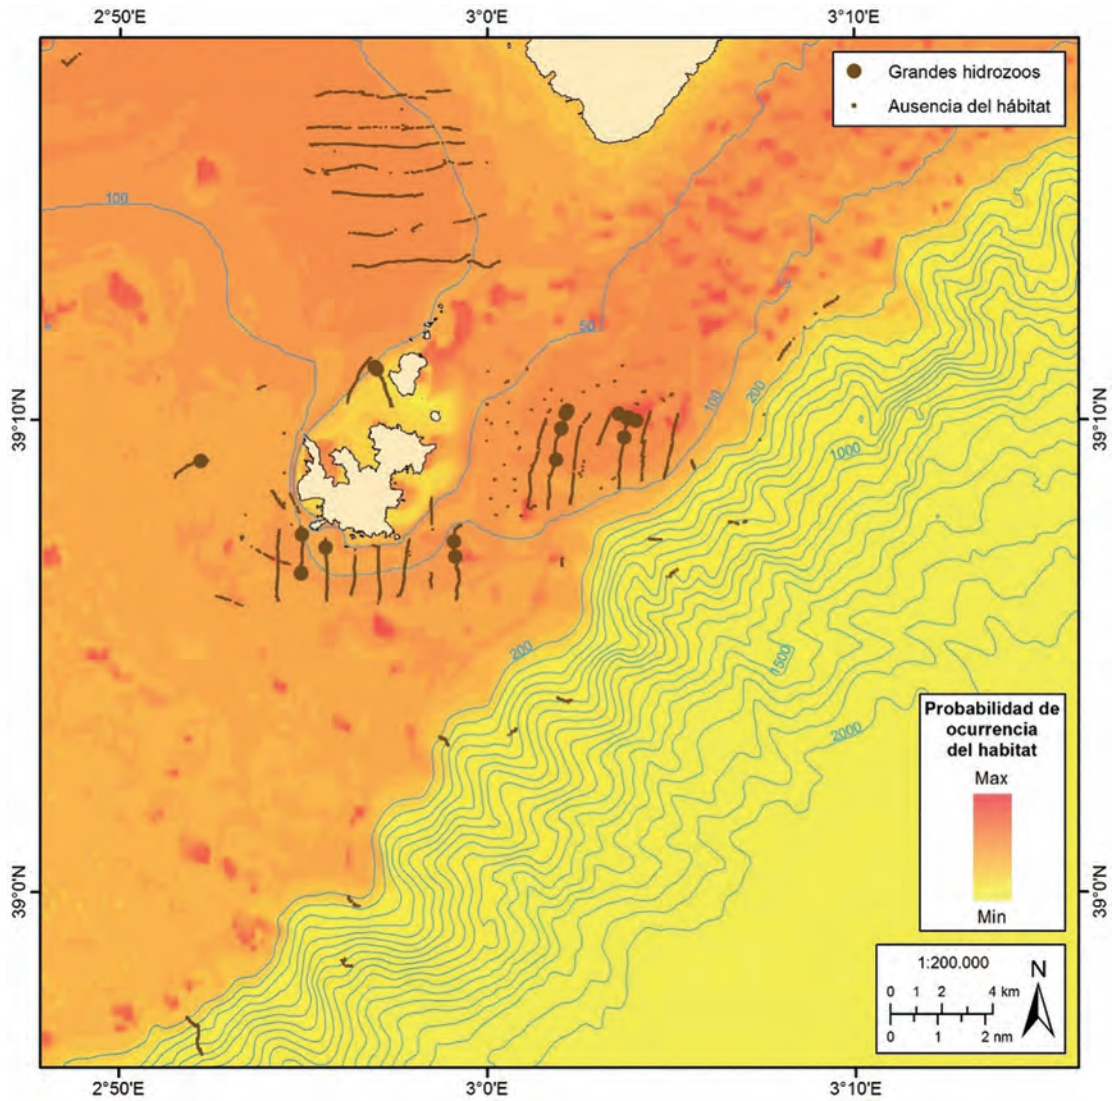 2°50'E 3°0'E 3°10'E
Grandes hidrozoos
Ausencia del hábitat
100
50
39°10'N 100 200 39°10'N
1000
200
1500
2000
Probabilidad de
ocurrencia
del habitat
Max
Min
39°0'N 39°0'N
1:200.000
N
0 1 2 4 km
0 1 2 nm
2°50'E 3°0'E 3°10'E